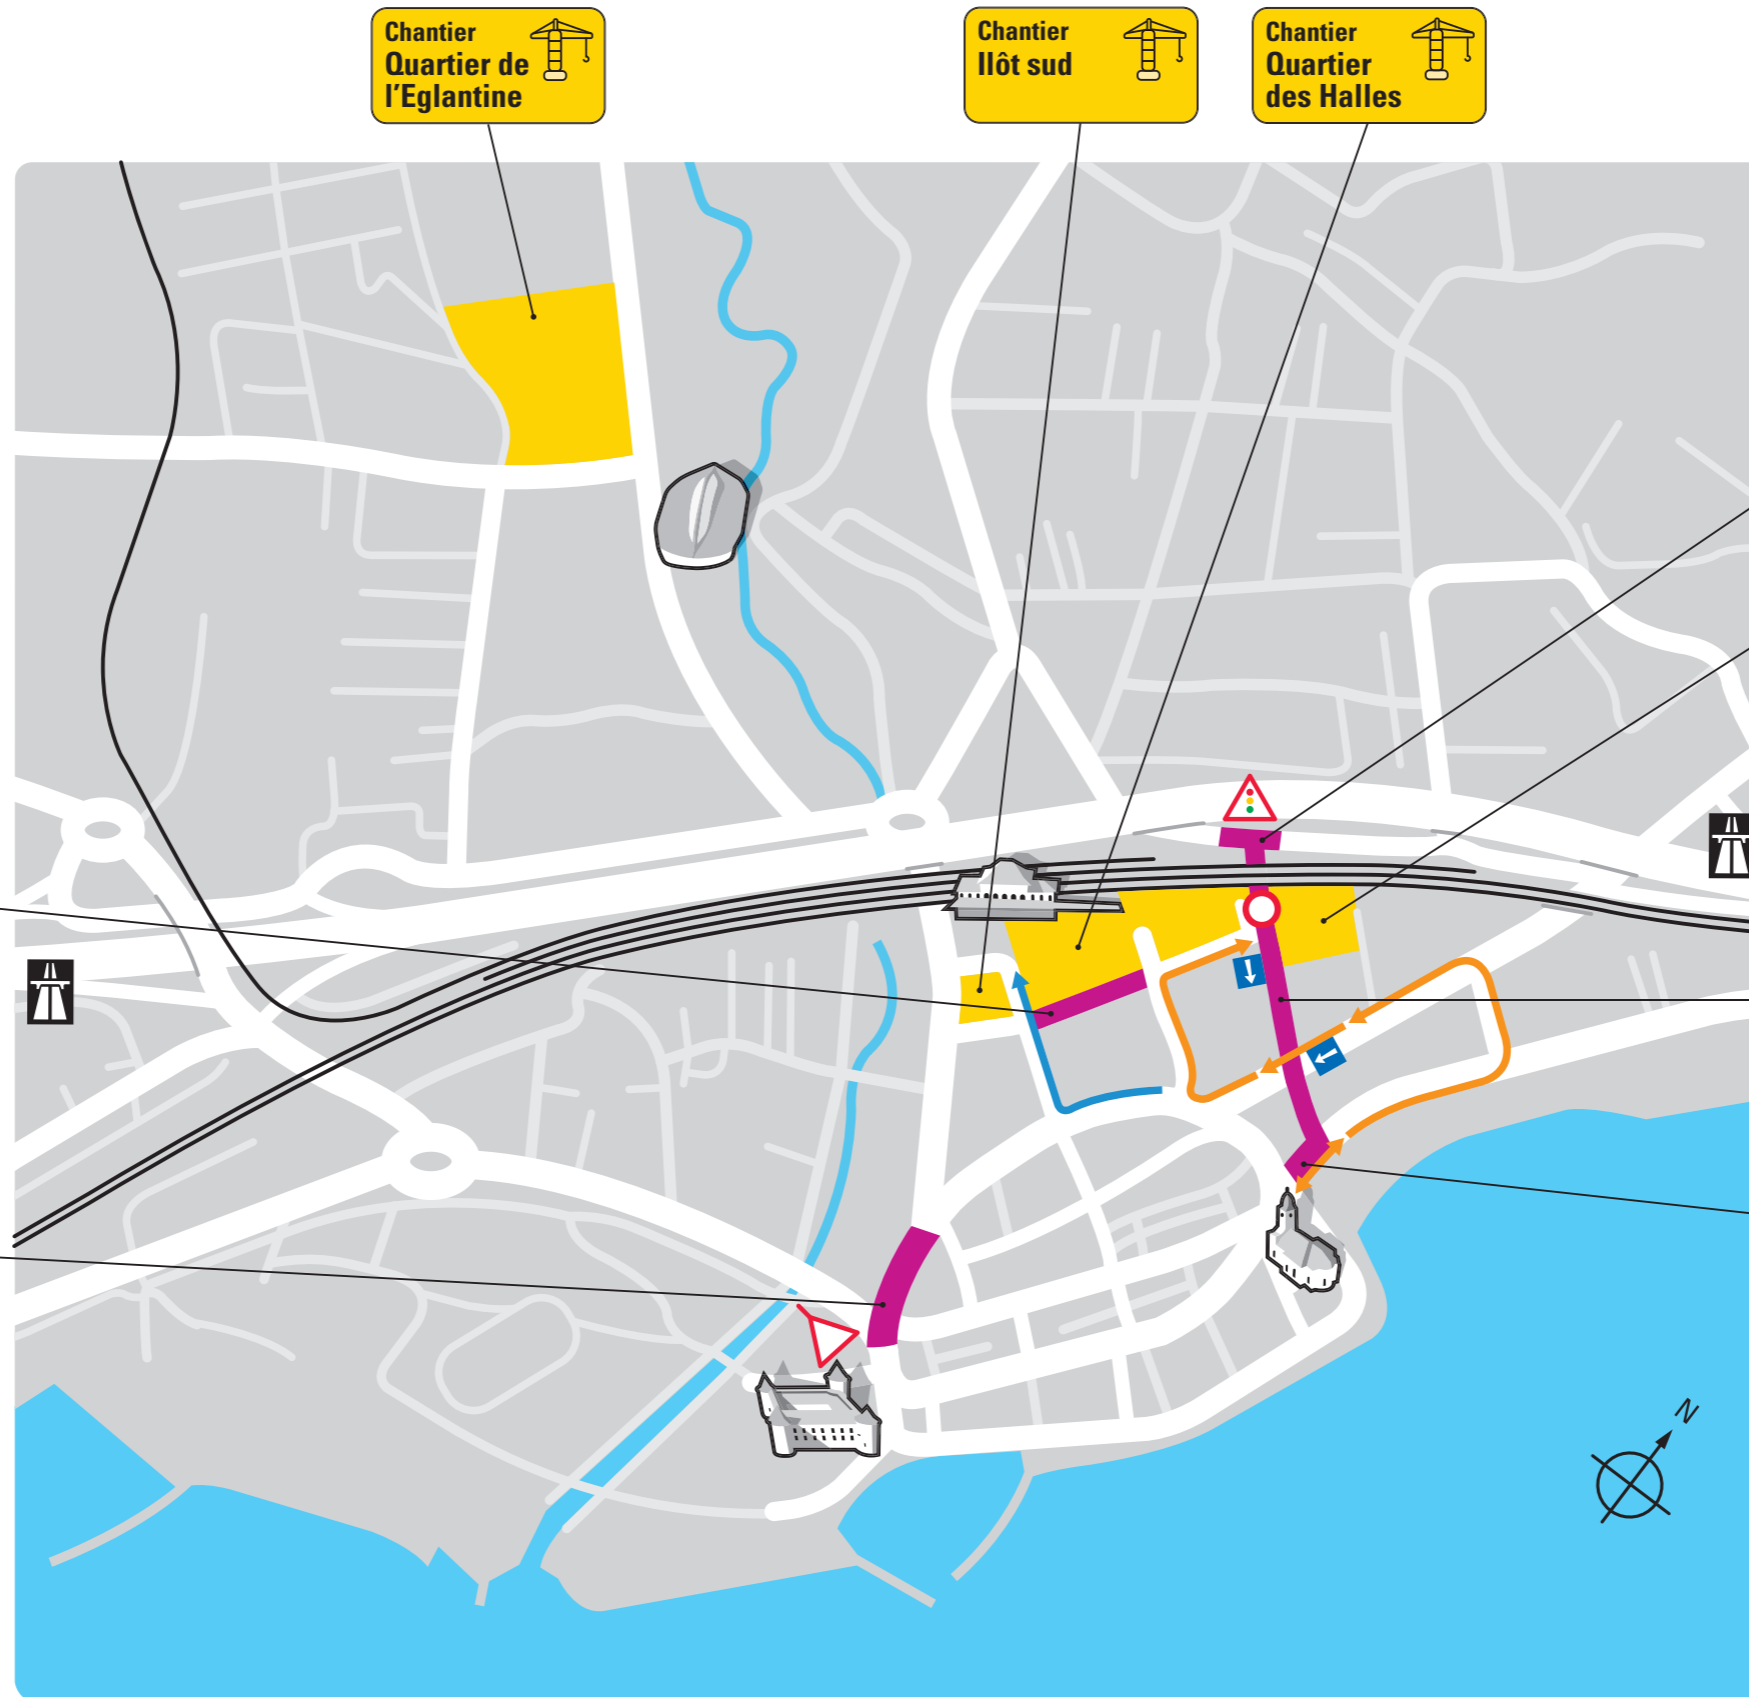 Chantier
Quartier de
l'Eglantine
Chantier
Ilôt sud
Chantier
Quartier
des Halles
N